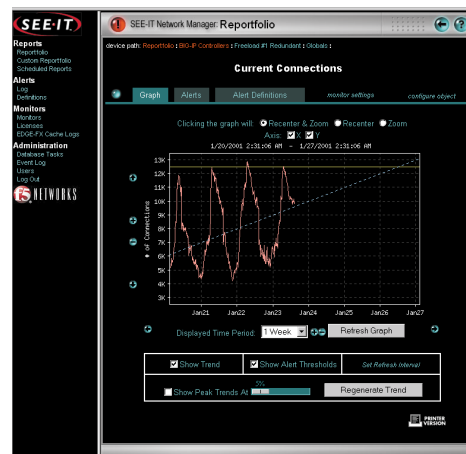 SEE·IT
Reports
Reportfolio
Custom Reportfolio
Scheduled Reports
Alerts
Log
Definitions
Monitors
Monitors
Licenses
EDGE-FX Cache Logs
Administration
Database Tasks
Event Log
Users
Log Out
f5 NETWORKS
SEE-IT Network Manager: Reportfolio
device path: Reportfolio : BIG-IP Controllers : Freeload #1 Redundant : Globals :
Current Connections
Graph Alerts Alert Definitions monitor settings configure object
Clicking the graph will: Recenter & Zoom Recenter Zoom
Axis: X Y
1/20/2001 2:31:06 AM – 1/27/2001 2:31:06 AM
# of Connections
13K
12K
11K
10K
9K
8K
7K
6K
5K
4K
3K
Jan21 Jan22 Jan23 Jan24 Jan25 Jan26 Jan27
Displayed Time Period: 1 Week Refresh Graph
Show Trend Show Alert Thresholds Set Refresh Interval
5%
Show Peak Trends At Regenerate Trend
PRINTER
VERSION